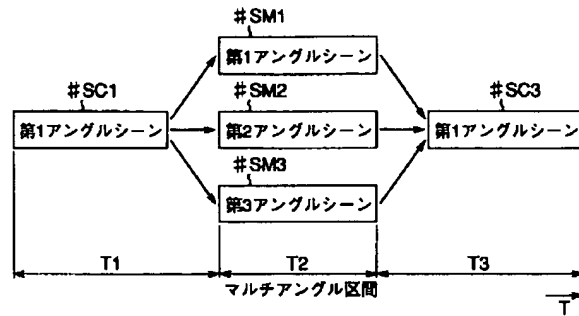 #SM1
第1アングルシーン
#SC1
#SM2
#SC3
第1アングルシーン
第2アングルシーン
第1アングルシーン
#SM3
第3アングルシーン
T1
T2
T3
マルチアングル区間
T